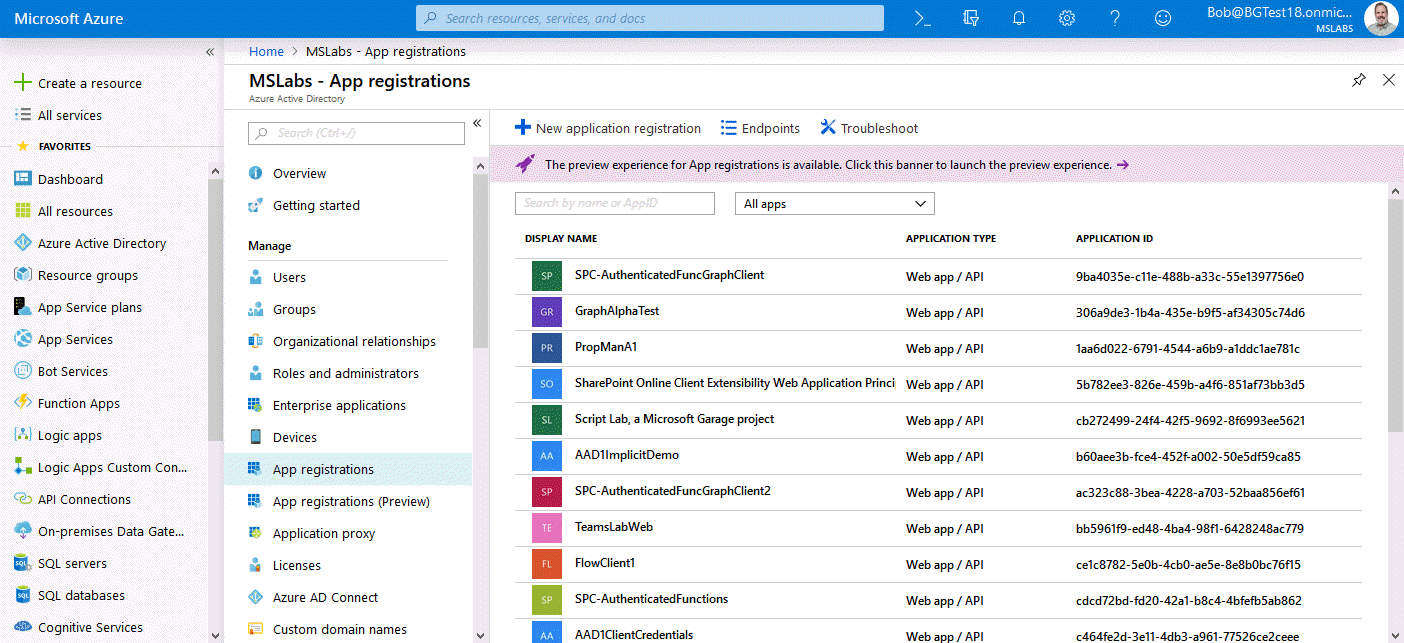 Microsoft Azure
Search resources, services, and docs
Bob@BGTest18.onmic...
MSLABS
Home > MSLabs - App registrations
Create a resource
All services
FAVORITES
Dashboard
All resources
Azure Active Directory
Resource groups
App Service plans
App Services
Bot Services
Function Apps
Logic apps
Logic Apps Custom Con...
API Connections
On-premises Data Gate...
SQL servers
SQL databases
Cognitive Services
MSLabs - App registrations
Azure Active Directory
Search (Ctrl+/)
Overview
Getting started
Manage
Users
Groups
Organizational relationships
Roles and administrators
Enterprise applications
Devices
App registrations
App registrations (Preview)
Application proxy
Licenses
Azure AD Connect
Custom domain names
New application registration Endpoints Troubleshoot
The preview experience for App registrations is available. Click this banner to launch the preview experience. →
Search by name or AppID All apps
DISPLAY NAME APPLICATION TYPE APPLICATION ID
SP SPC-AuthenticatedFuncGraphClient Web app / API 9ba4035e-c11e-488b-a33c-55e1397756e0
GR GraphAlphaTest Web app / API 306a9de3-1b4a-435e-b9f5-af34305c74d6
PR PropManA1 Web app / API 1aa6d022-6791-4544-a6b9-a1ddc1ae781c
SO SharePoint Online Client Extensibility Web Application Princi Web app / API 5b782ee3-826e-459b-a4f6-851af73bb3d5
SL Script Lab, a Microsoft Garage project Web app / API cb272499-24f4-42f5-9692-8f6993ee5621
AA AAD1ImplicitDemo Web app / API b60aee3b-fce4-452f-a002-50e5df59ca85
SP SPC-AuthenticatedFuncGraphClient2 Web app / API ac323c88-3bea-4228-a703-52baa856ef61
TE TeamsLabWeb Web app / API bb5961f9-ed48-4ba4-98f1-6428248ac779
FL FlowClient1 Web app / API ce1c8782-5e0b-4cb0-ae5e-8e8b0bc76f15
SP SPC-AuthenticatedFunctions Web app / API cdcd72bd-fd20-42a1-b8c4-4bfefb5ab862
AA AAD1ClientCredentials Web app / API c464fe2d-3e11-4db3-a961-77526ce2ceee